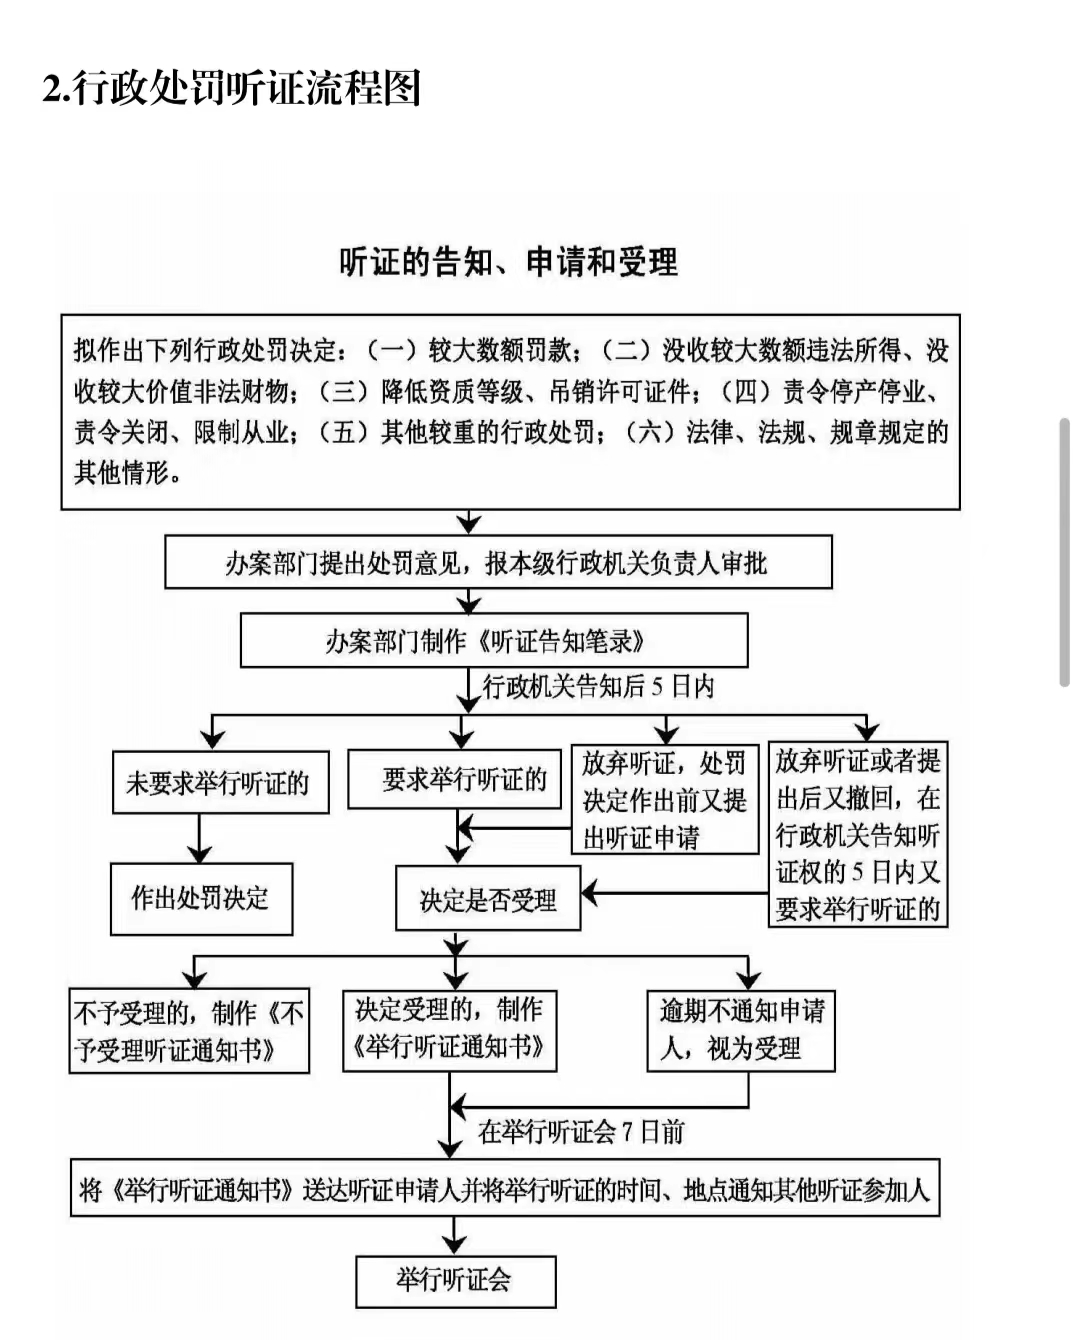 2.行政处罚听证流程图
听证的告知、申请和受理
拟作出下列行政处罚决定：（一）较大数额罚款；（二）没收较大数额违法所得、没
收较大价值非法财物；（三）降低资质等级、吊销许可证件；（四）责令停产停业、
责令关闭、限制从业；（五）其他较重的行政处罚；（六）法律、法规、规章规定的
其他情形。
办案部门提出处罚意见，报本级行政机关负责人审批
办案部门制作《听证告知笔录》
行政机关告知后 5 日内
未要求举行听证的
要求举行听证的
放弃听证，处罚
决定作出前又提
出听证申请
放弃听证或者提
出后又撤回，在
行政机关告知听
证权的 5 日内又
要求举行听证的
作出处罚决定
决定是否受理
不予受理的，制作《不
予受理听证通知书》
决定受理的，制作
《举行听证通知书》
逾期不通知申请
人，视为受理
在举行听证会 7 日前
将《举行听证通知书》送达听证申请人并将举行听证的时间、地点通知其他听证参加人
举行听证会